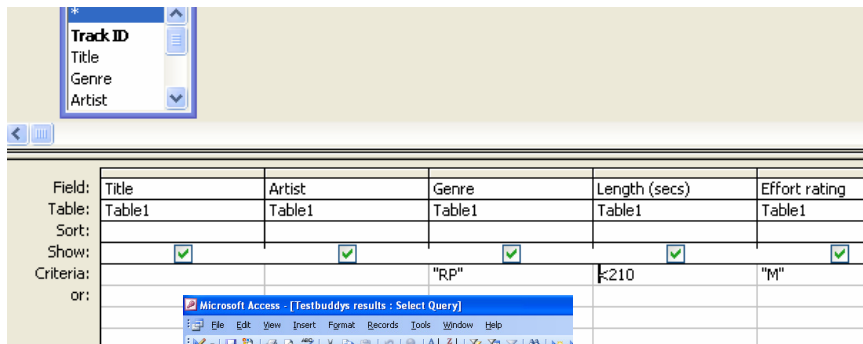 *
Track ID
Title
Genre
Artist
Field: Title Artist Genre Length (secs) Effort rating
Table: Table1 Table1 Table1 Table1 Table1
Sort:
Show:
Criteria: "RP" <210 "M"
or:
Microsoft Access - [Testbuddys results : Select Query]
File Edit View Insert Format Records Tools Window Help